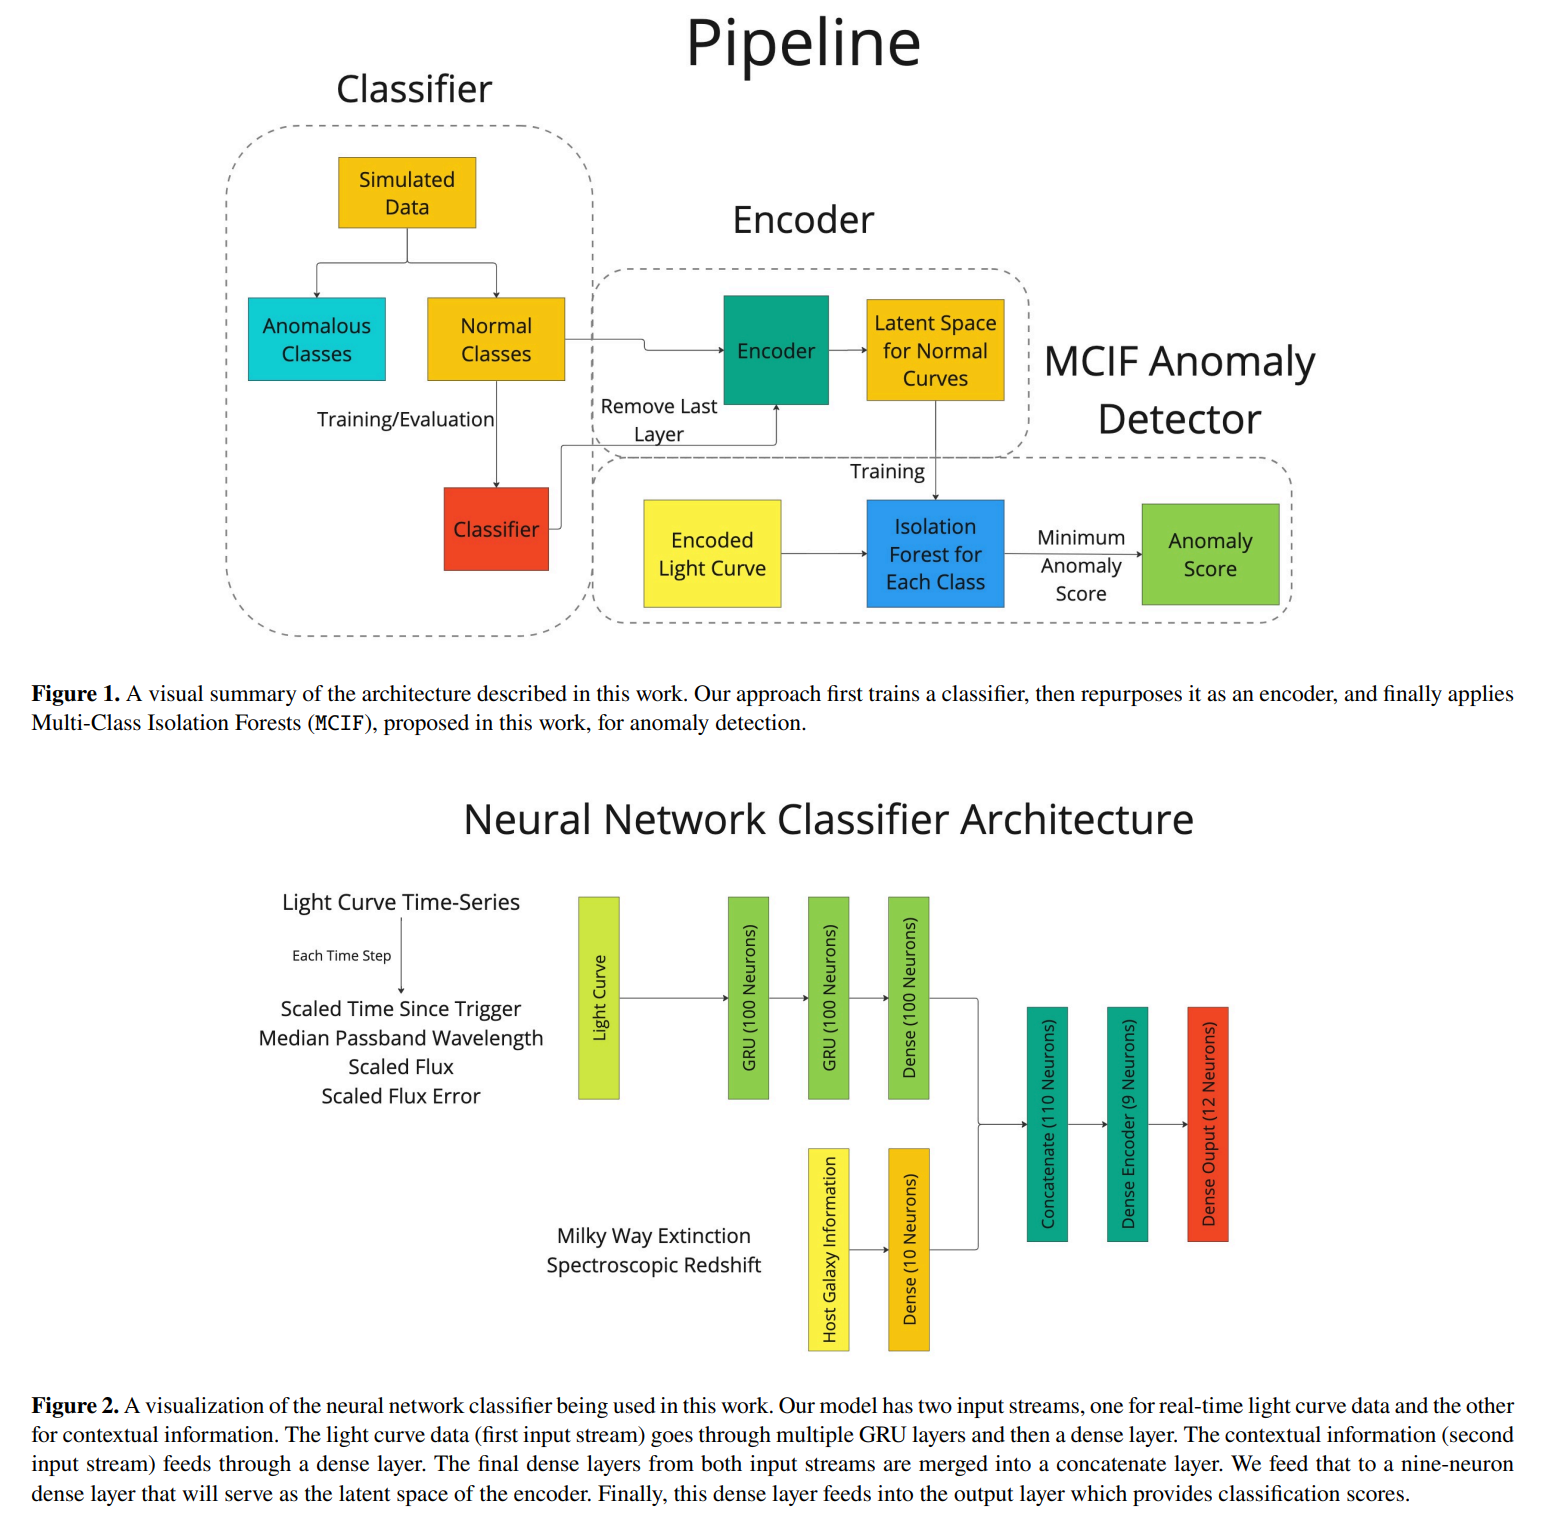 Pipeline
Classifier
Simulated
Data
Anomalous
Classes
Normal
Classes
Training/Evaluation
Classifier
Encoder
Encoder
Latent Space
for Normal
Curves
Remove Last
Layer
MCIF Anomaly
Detector
Training
Encoded
Light Curve
Isolation
Forest for
Each Class
Minimum
Anomaly
Score
Anomaly
Score
Figure 1. A visual summary of the architecture described in this work. Our approach first trains a classifier, then repurposes it as an encoder, and finally applies
Multi-Class Isolation Forests (MCIF), proposed in this work, for anomaly detection.
Neural Network Classifier Architecture
Light Curve Time-Series
Each Time Step
Scaled Time Since Trigger
Median Passband Wavelength
Scaled Flux
Scaled Flux Error
Light Curve
GRU (100 Neurons)
GRU (100 Neurons)
Dense (100 Neurons)
Milky Way Extinction
Spectroscopic Redshift
Host Galaxy Information
Dense (10 Neurons)
Concatenate (110 Neurons)
Dense Encoder (9 Neurons)
Dense Ouput (12 Neurons)
Figure 2. A visualization of the neural network classifier being used in this work. Our model has two input streams, one for real-time light curve data and the other
for contextual information. The light curve data (first input stream) goes through multiple GRU layers and then a dense layer. The contextual information (second
input stream) feeds through a dense layer. The final dense layers from both input streams are merged into a concatenate layer. We feed that to a nine-neuron
dense layer that will serve as the latent space of the encoder. Finally, this dense layer feeds into the output layer which provides classification scores.